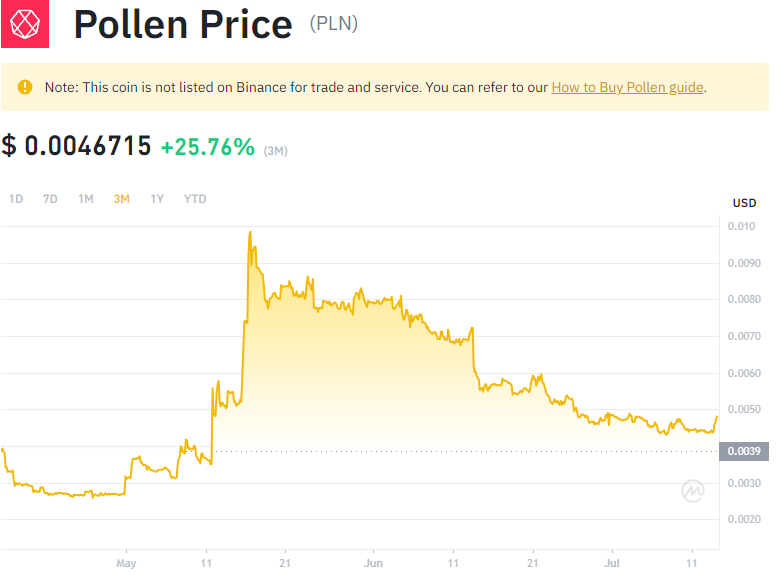 Pollen Price (PLN)
Note: This coin is not listed on Binance for trade and service. You can refer to our How to Buy Pollen guide.
$ 0.0046715 +25.76% (3M)
1D 7D 1M 3M 1Y YTD
USD
0.010
0.0090
0.0080
0.0070
0.0060
0.0050
0.0039
0.0030
0.0020
May 11 21 Jun 11 21 Jul 11